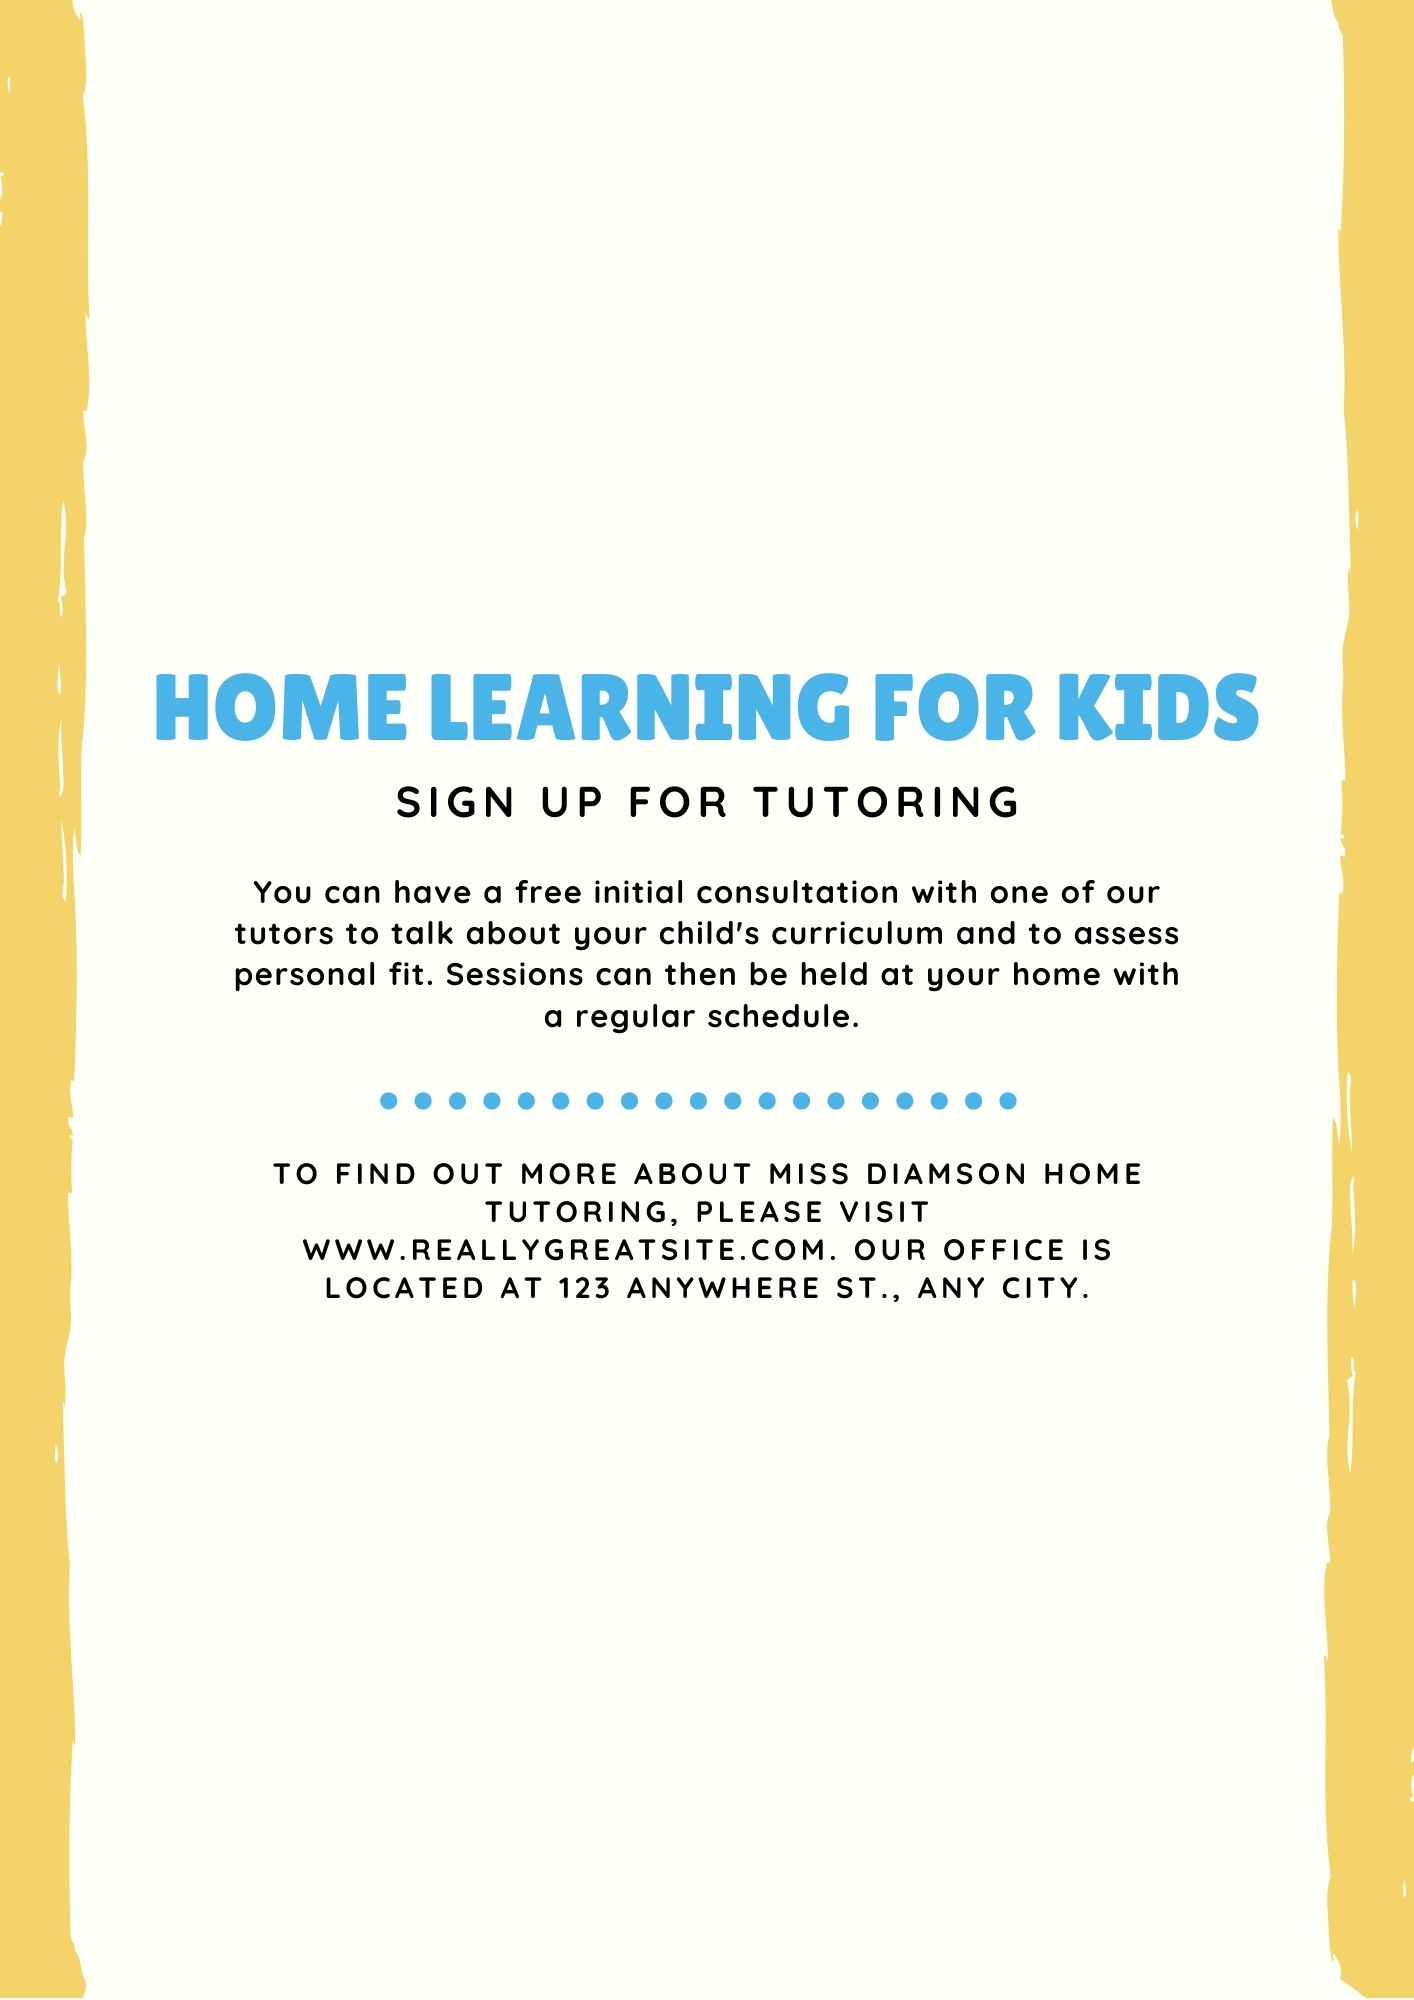 HOME LEARNING FOR KIDS
SIGN UP FOR TUTORING
You can have a free initial consultation with one of our
tutors to talk about your child's curriculum and to assess
personal fit. Sessions can then be held at your home with
a regular schedule.
TO FIND OUT MORE ABOUT MISS DIAMSON HOME
TUTORING, PLEASE VISIT
WWW.REALLYGREATSITE.COM. OUR OFFICE IS
LOCATED AT 123 ANYWHERE ST., ANY CITY.